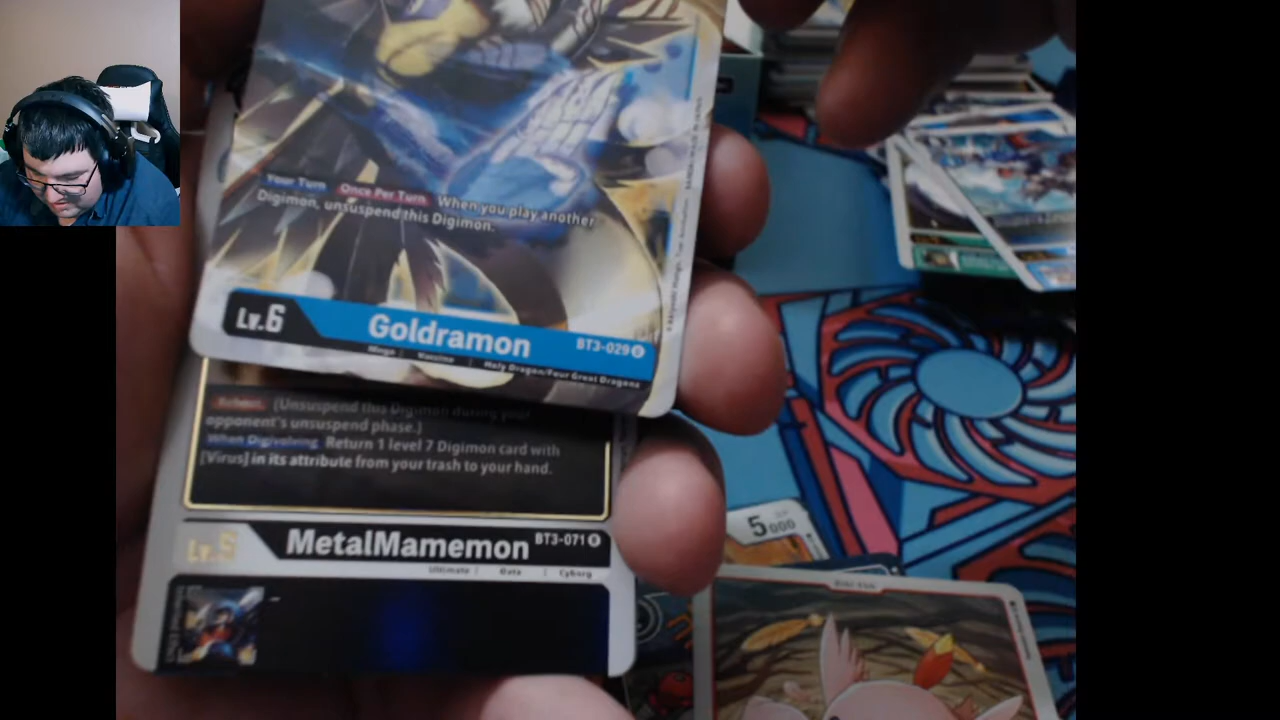 Your Turn Once Per Turn When you play another
Digimon, unsuspend this Digimon.
Lv.6
Goldramon
BT3-029
Mega | Vaccine | Holy Dragon/Four Great Dragons
(Unsuspend this Digimon during your
opponent's unsuspend phase.)
When Digivolving Return 1 level 7 Digimon card with
[Virus] in its attribute from your trash to your hand.
Lv.5
MetalMamemon
BT3-071
Ultimate | Data | Cyborg
5000